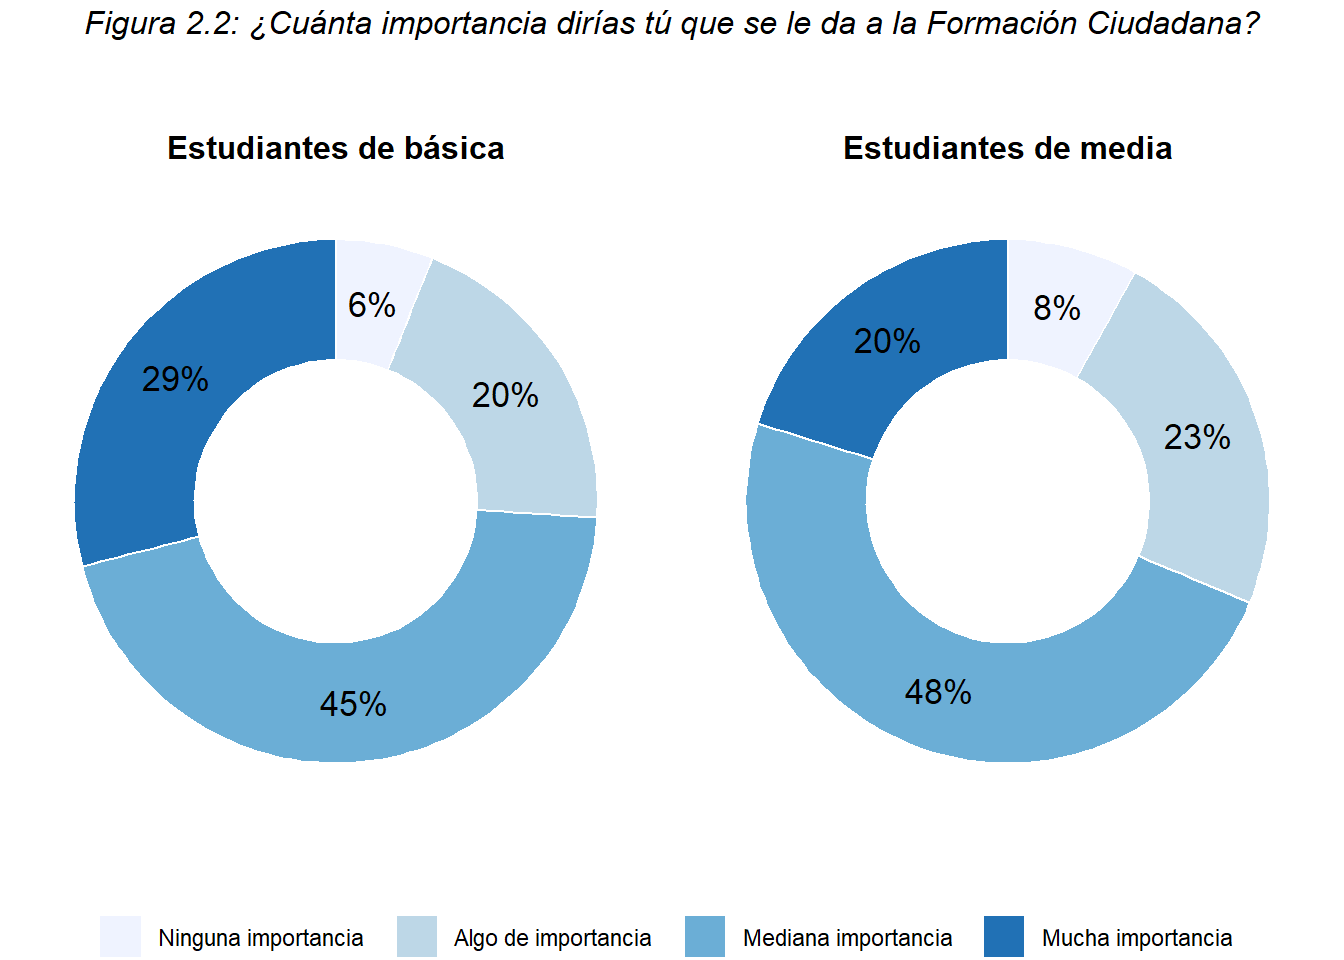 Figura 2.2: ¿Cuánta importancia dirías tú que se le da a la Formación Ciudadana?
Estudiantes de básica
6%
20%
45%
29%
Estudiantes de media
8%
23%
48%
20%
Ninguna importancia
Algo de importancia
Mediana importancia
Mucha importancia